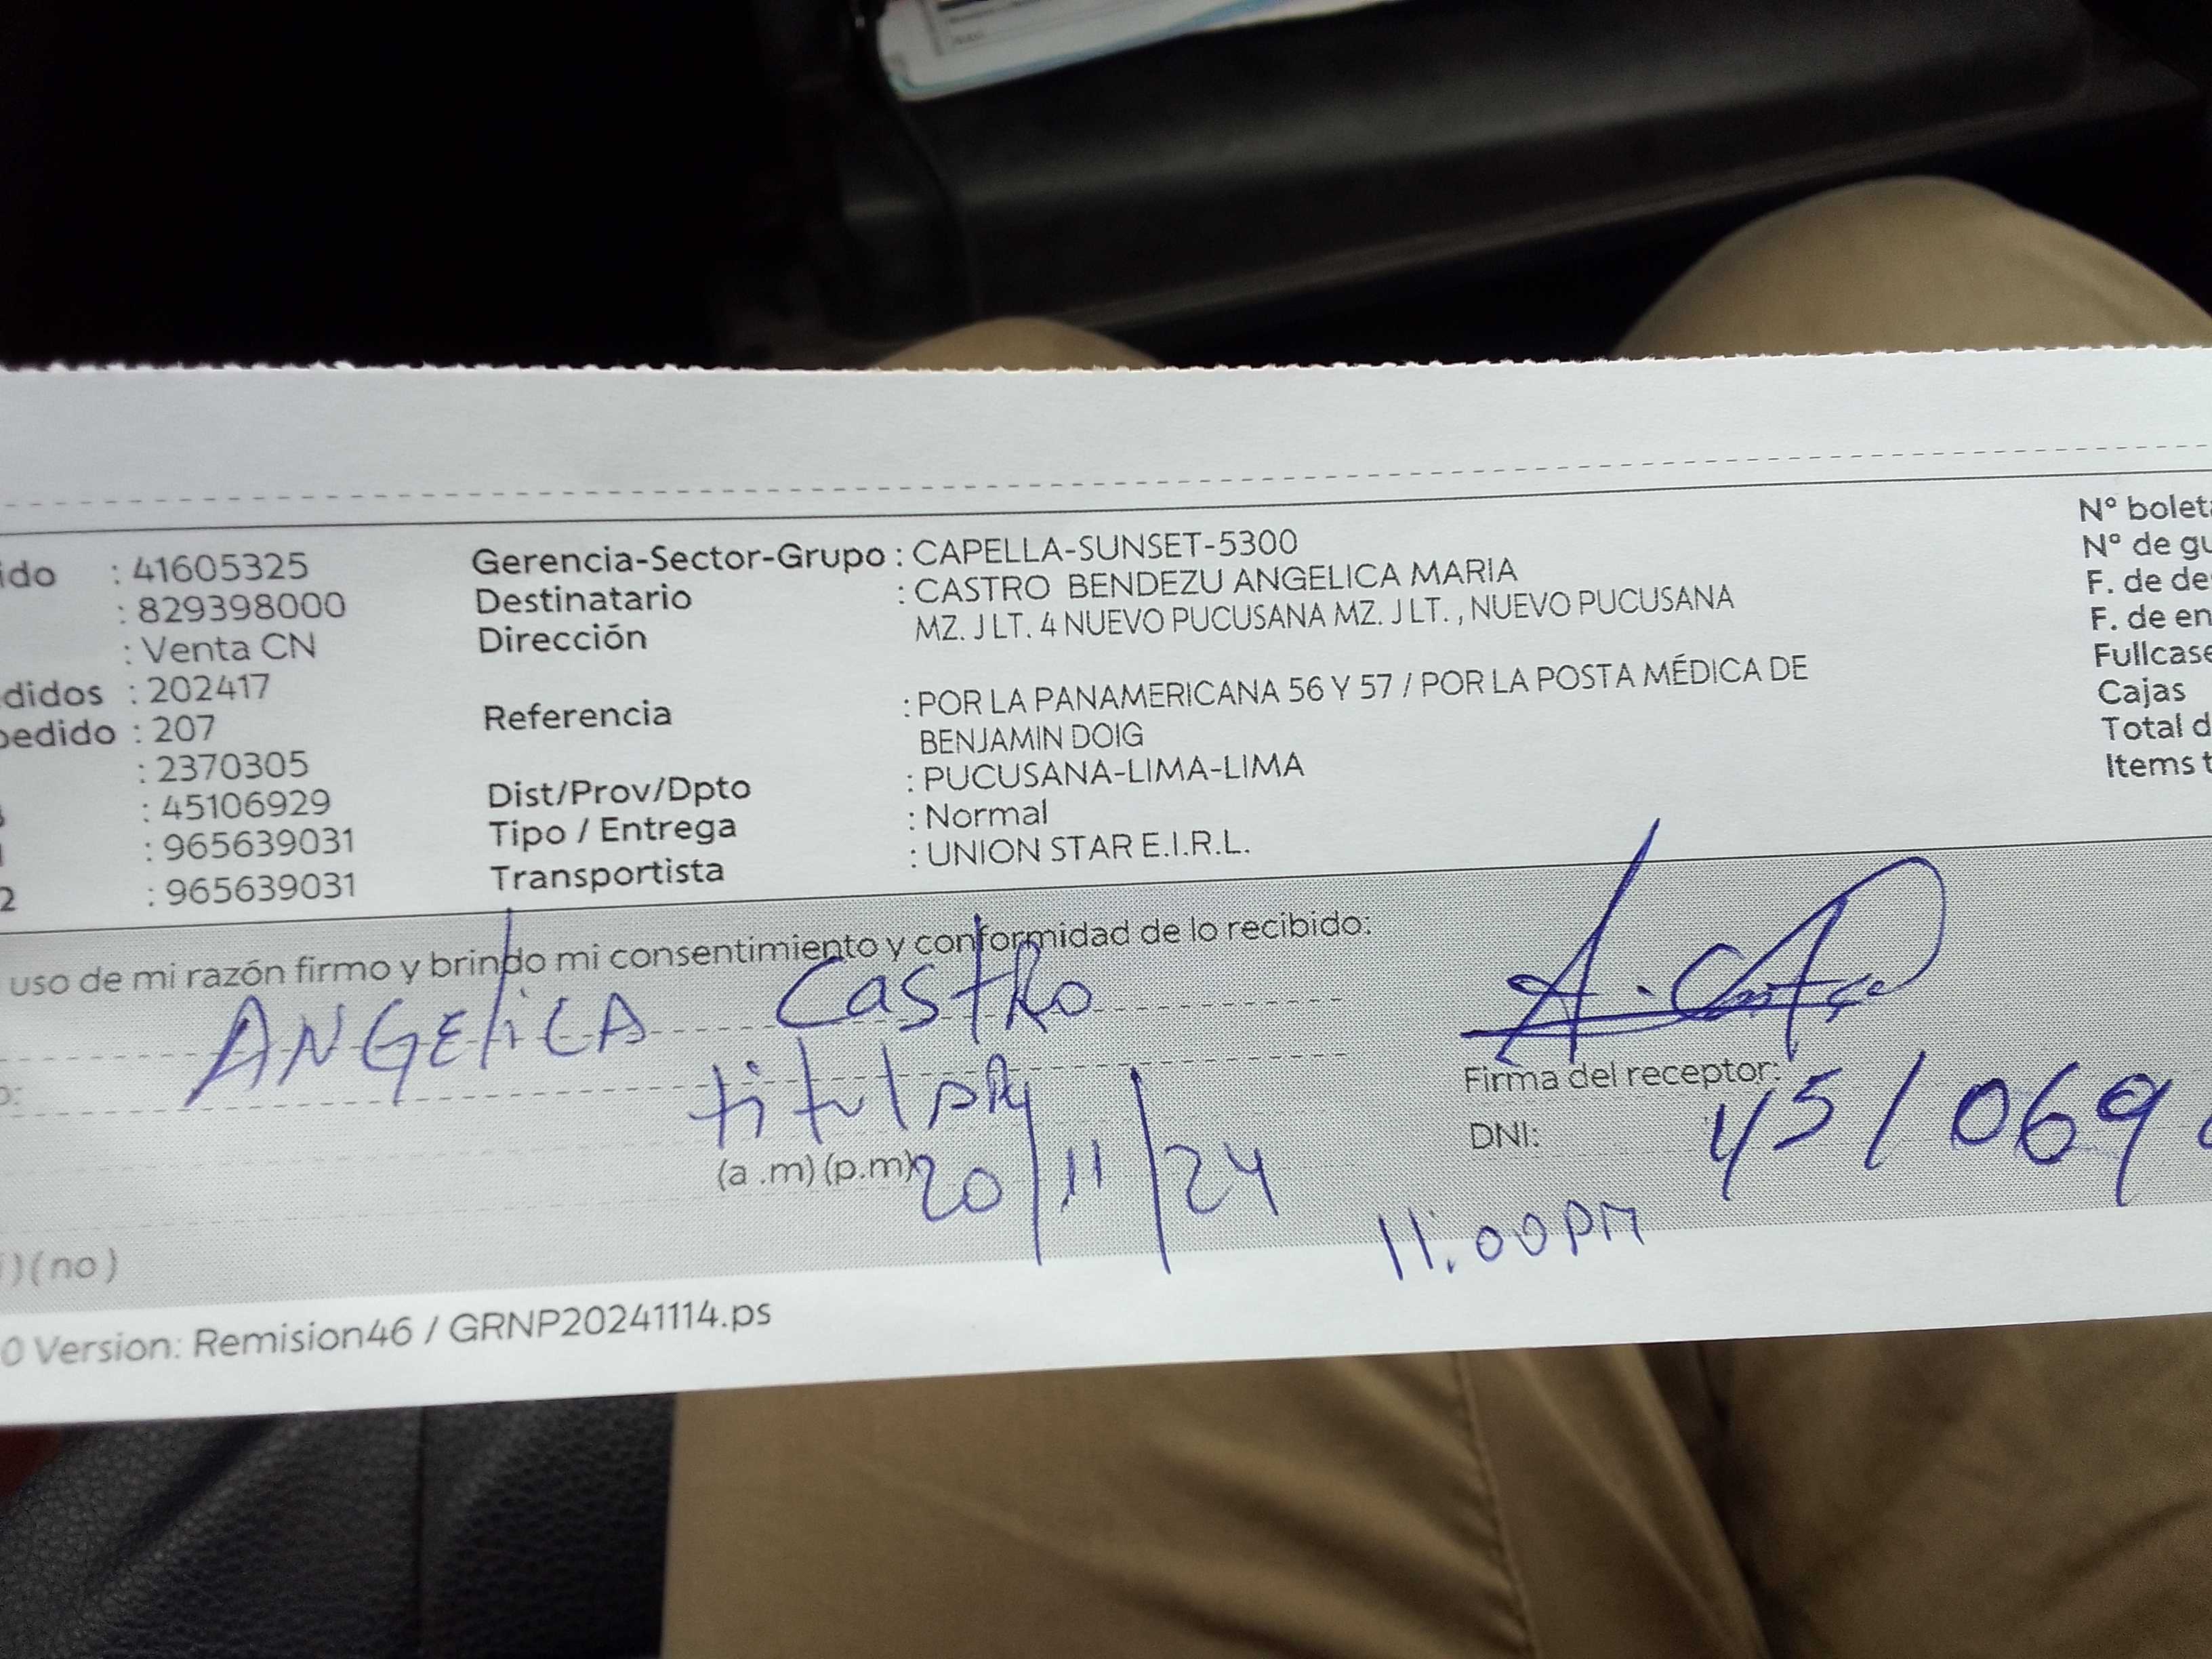 ido : 41605325
: 829398000
: Venta CN
didos : 202417
pedido : 207
: 2370305
: 45106929
: 965639031
2 : 965639031
Gerencia-Sector-Grupo : CAPELLA-SUNSET-5300
Destinatario : CASTRO BENDEZU ANGELICA MARIA
Dirección MZ. J LT. 4 NUEVO PUCUSANA MZ. J LT. , NUEVO PUCUSANA
Referencia : POR LA PANAMERICANA 56 Y 57 / POR LA POSTA MÉDICA DE
BENJAMIN DOIG
Dist/Prov/Dpto : PUCUSANA-LIMA-LIMA
Tipo / Entrega : Normal
Transportista : UNION STAR E.I.R.L.
Nº bolet
Nº de gu
F. de de
F. de en
Fullcase
Cajas
Total d
Items t
uso de mi razón firmo y brindo mi consentimiento y conformidad de lo recibido:
ANGELICA CastRo
titulAR
(a .m) (p.m) 20/11/24
11:00 PM
A. Castro
Firma del receptor:
DNI: 451069
)(no)
0 Version: Remision46 / GRNP20241114.ps